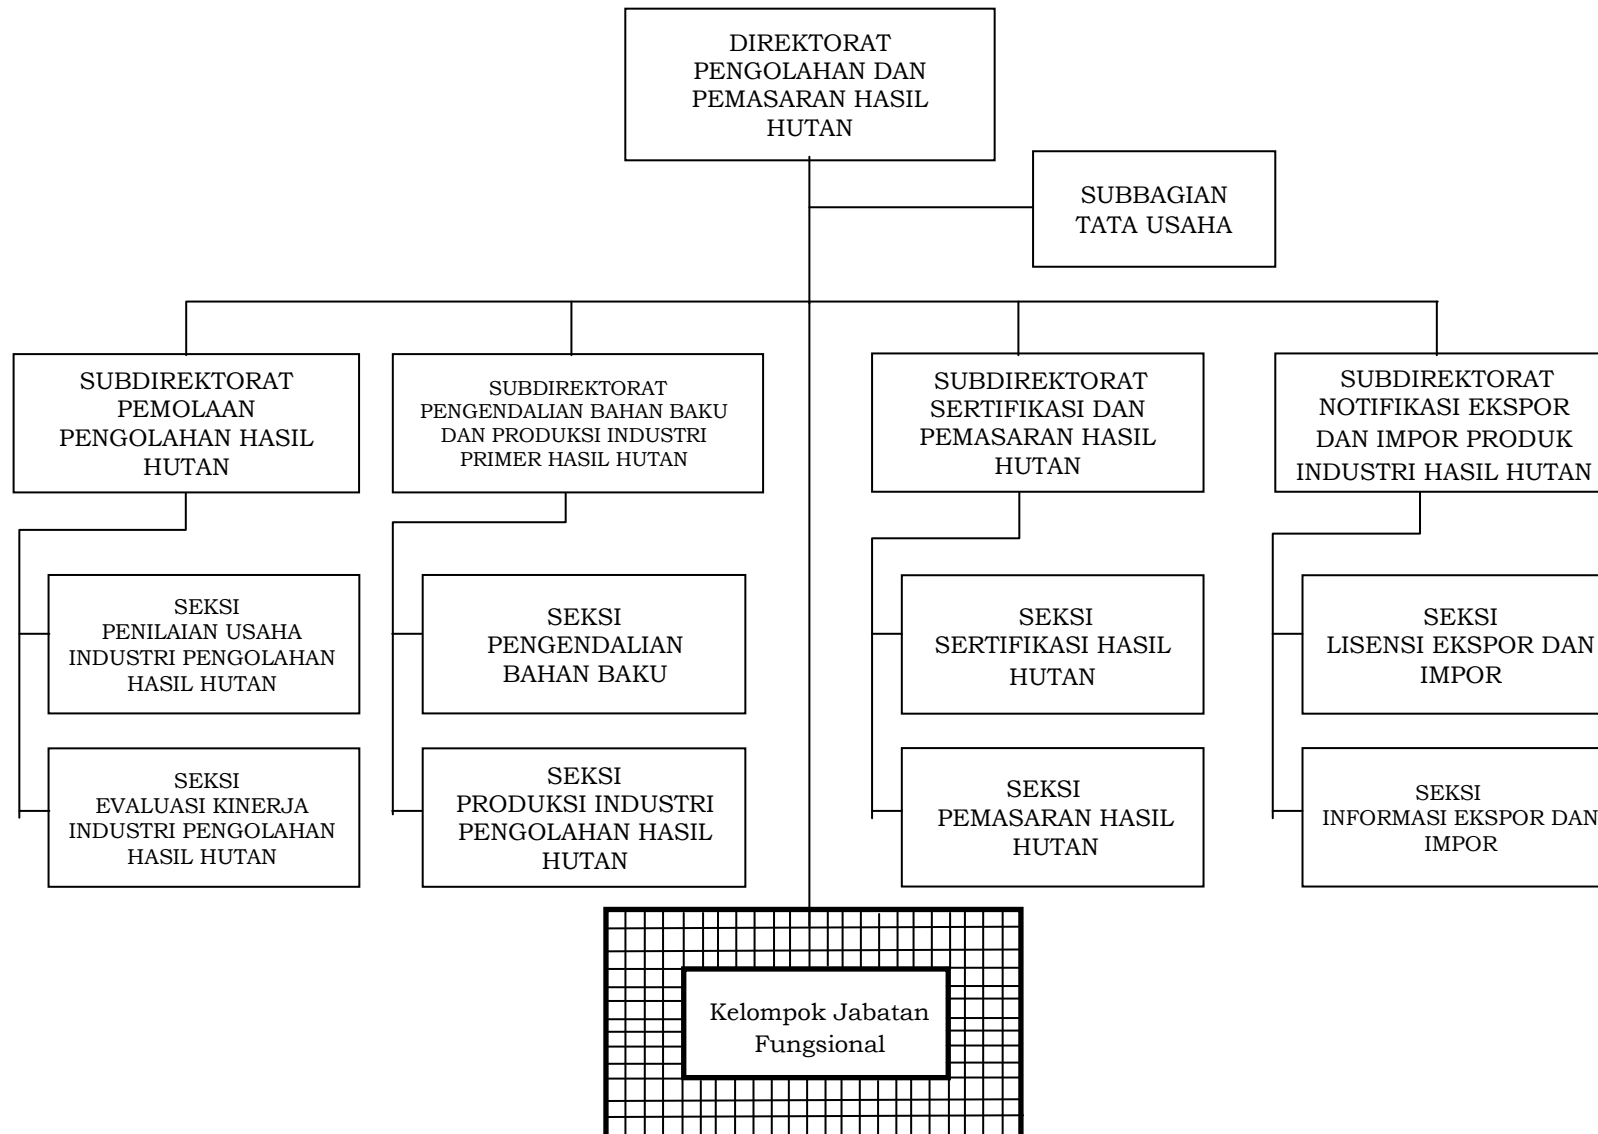 DIREKTORAT
PENGOLAHAN DAN
PEMASARAN HASIL
HUTAN
SUBBAGIAN
TATA USAHA
SUBDIREKTORAT
PEMOLAAN
PENGOLAHAN HASIL
HUTAN
SUBDIREKTORAT
PENGENDALIAN BAHAN BAKU
DAN PRODUKSI INDUSTRI
PRIMER HASIL HUTAN
SUBDIREKTORAT
SERTIFIKASI DAN
PEMASARAN HASIL
HUTAN
SUBDIREKTORAT
NOTIFIKASI EKSPOR
DAN IMPOR PRODUK
INDUSTRI HASIL HUTAN
SEKSI
PENILAIAN USAHA
INDUSTRI PENGOLAHAN
HASIL HUTAN
SEKSI
PENGENDALIAN
BAHAN BAKU
SEKSI
SERTIFIKASI HASIL
HUTAN
SEKSI
LISENSI EKSPOR DAN
IMPOR
SEKSI
EVALUASI KINERJA
INDUSTRI PENGOLAHAN
HASIL HUTAN
SEKSI
PRODUKSI INDUSTRI
PENGOLAHAN HASIL
HUTAN
SEKSI
PEMASARAN HASIL
HUTAN
SEKSI
INFORMASI EKSPOR DAN
IMPOR
Kelompok Jabatan
Fungsional